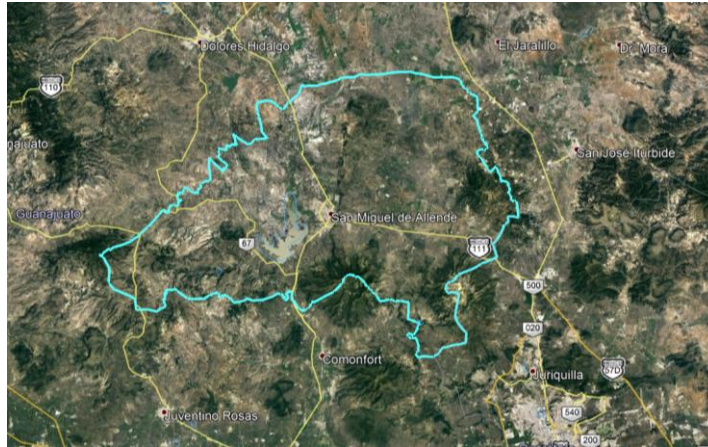 Dolores Hidalgo
El Jaralillo
Dr. Mora
110
najuato
San José Iturbide
Guanajuato
San Miguel de Allende
67
111
500
020
Comonfort
Juriquilla
57D
Juventino Rosas
540
200